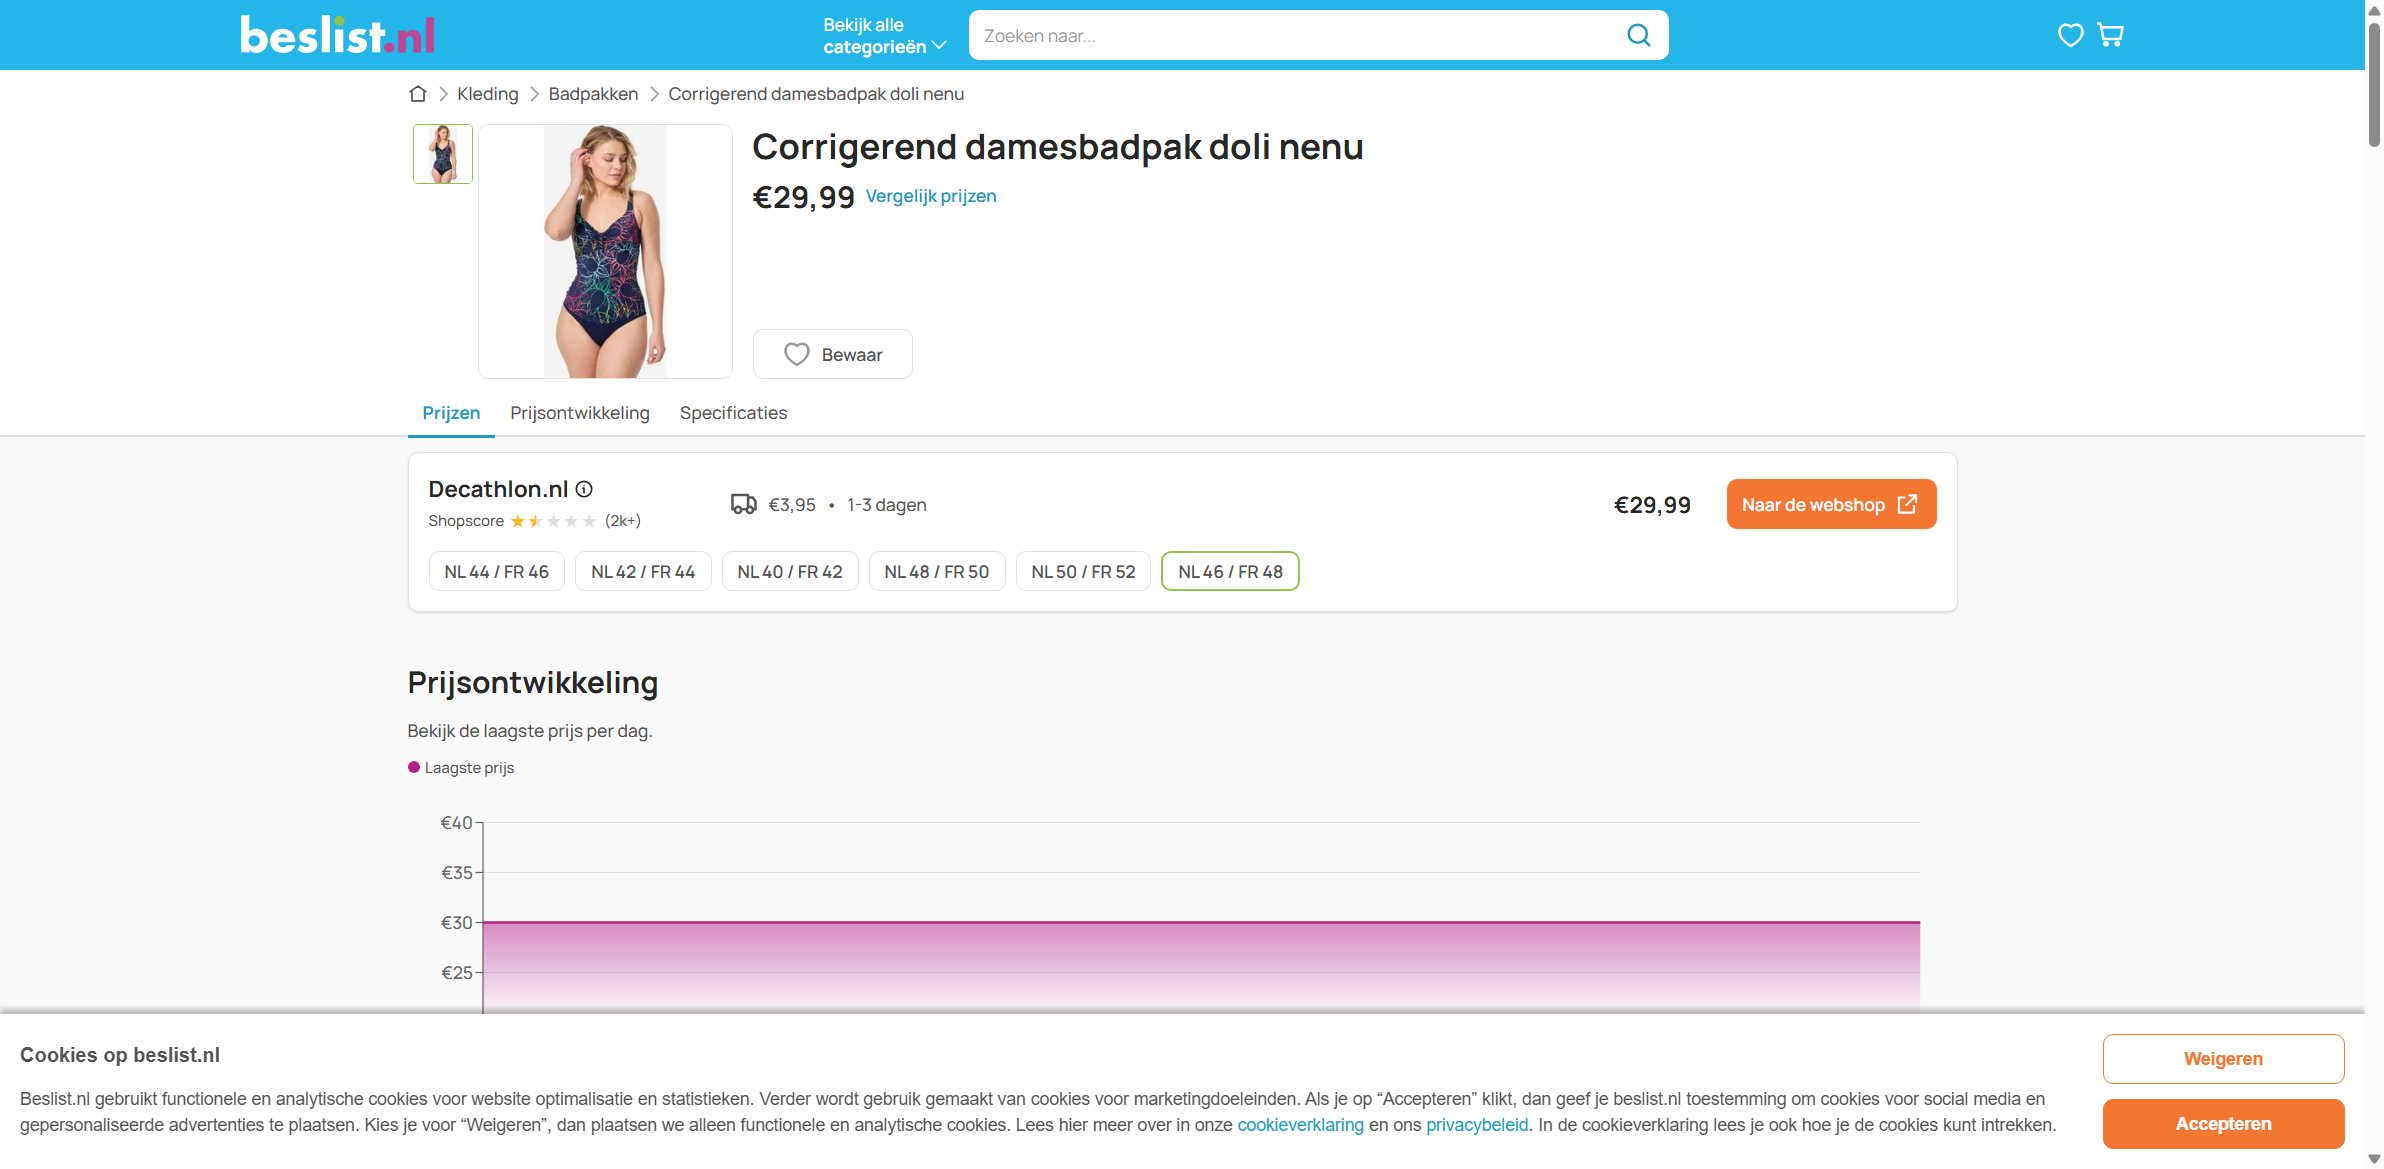 beslist.nl
Bekijk alle
categorieën
Zoeken naar...
Kleding
Badpakken
Corrigerend damesbadpak doli nenu
Corrigerend damesbadpak doli nenu
€29,99 Vergelijk prijzen
Bewaar
Prijzen
Prijsontwikkeling
Specificaties
Decathlon.nl
Shopscore (2k+)
€3,95 • 1-3 dagen
€29,99
Naar de webshop
NL 44 / FR 46
NL 42 / FR 44
NL 40 / FR 42
NL 48 / FR 50
NL 50 / FR 52
NL 46 / FR 48
Prijsontwikkeling
Bekijk de laagste prijs per dag.
Laagste prijs
€40
€35
€30
€25
Cookies op beslist.nl
Beslist.nl gebruikt functionele en analytische cookies voor website optimalisatie en statistieken. Verder wordt gebruik gemaakt van cookies voor marketingdoeleinden. Als je op “Accepteren” klikt, dan geef je beslist.nl toestemming om cookies voor social media en
gepersonaliseerde advertenties te plaatsen. Kies je voor “Weigeren”, dan plaatsen we alleen functionele en analytische cookies. Lees hier meer over in onze cookieverklaring en ons privacybeleid. In de cookieverklaring lees je ook hoe je de cookies kunt intrekken.
Weigeren
Accepteren